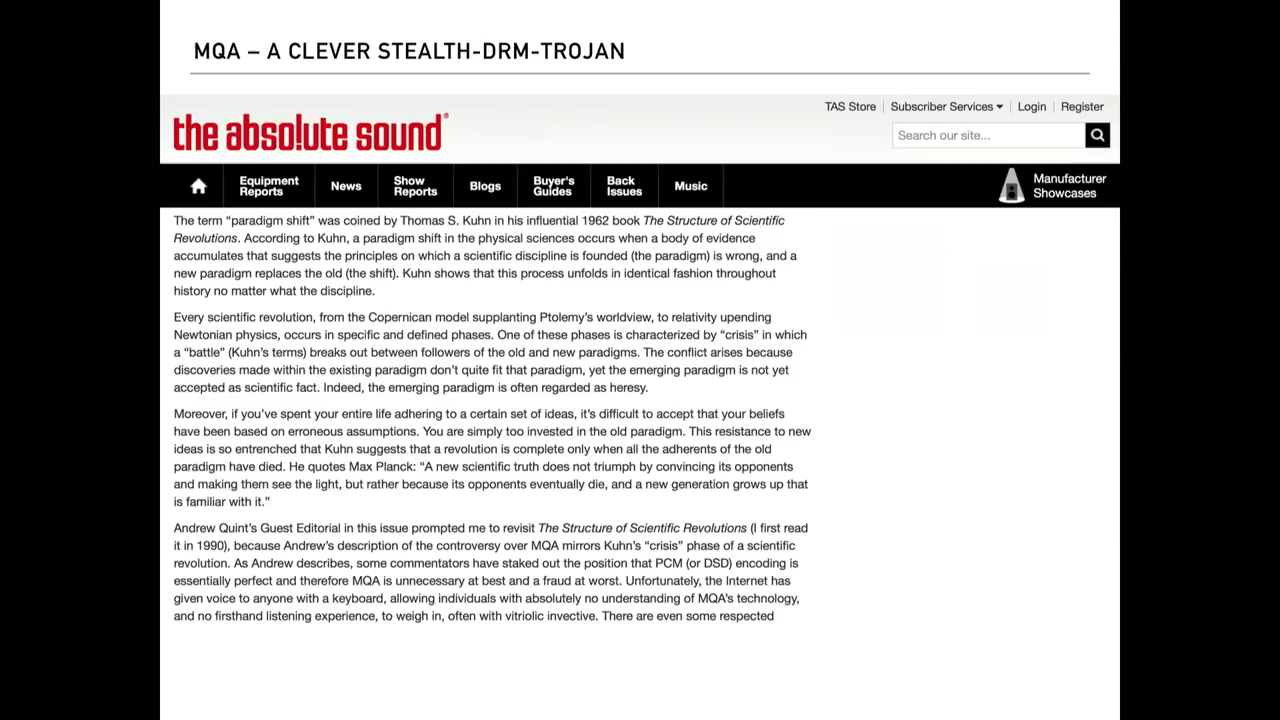 MQA – A CLEVER STEALTH-DRM-TROJAN
TAS Store Subscriber Services Login Register
the abso!ute sound®
Search our site...
Equipment Reports News Show Reports Blogs Buyer's Guides Back Issues Music Manufacturer Showcases
The term “paradigm shift” was coined by Thomas S. Kuhn in his influential 1962 book The Structure of Scientific
Revolutions. According to Kuhn, a paradigm shift in the physical sciences occurs when a body of evidence
accumulates that suggests the principles on which a scientific discipline is founded (the paradigm) is wrong, and a
new paradigm replaces the old (the shift). Kuhn shows that this process unfolds in identical fashion throughout
history no matter what the discipline.
Every scientific revolution, from the Copernican model supplanting Ptolemy’s worldview, to relativity upending
Newtonian physics, occurs in specific and defined phases. One of these phases is characterized by “crisis” in which
a “battle” (Kuhn’s terms) breaks out between followers of the old and new paradigms. The conflict arises because
discoveries made within the existing paradigm don’t quite fit that paradigm, yet the emerging paradigm is not yet
accepted as scientific fact. Indeed, the emerging paradigm is often regarded as heresy.
Moreover, if you’ve spent your entire life adhering to a certain set of ideas, it’s difficult to accept that your beliefs
have been based on erroneous assumptions. You are simply too invested in the old paradigm. This resistance to new
ideas is so entrenched that Kuhn suggests that a revolution is complete only when all the adherents of the old
paradigm have died. He quotes Max Planck: “A new scientific truth does not triumph by convincing its opponents
and making them see the light, but rather because its opponents eventually die, and a new generation grows up that
is familiar with it.”
Andrew Quint’s Guest Editorial in this issue prompted me to revisit The Structure of Scientific Revolutions (I first read
it in 1990), because Andrew’s description of the controversy over MQA mirrors Kuhn’s “crisis” phase of a scientific
revolution. As Andrew describes, some commentators have staked out the position that PCM (or DSD) encoding is
essentially perfect and therefore MQA is unnecessary at best and a fraud at worst. Unfortunately, the Internet has
given voice to anyone with a keyboard, allowing individuals with absolutely no understanding of MQA’s technology,
and no firsthand listening experience, to weigh in, often with vitriolic invective. There are even some respected